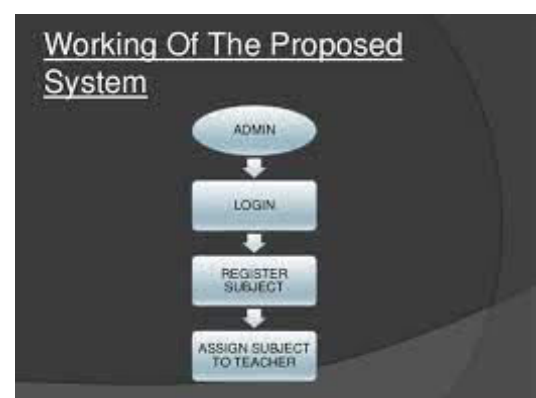 Working Of The Proposed
System
ADMIN
LOGIN
REGISTER
SUBJECT
ASSIGN SUBJECT
TO TEACHER